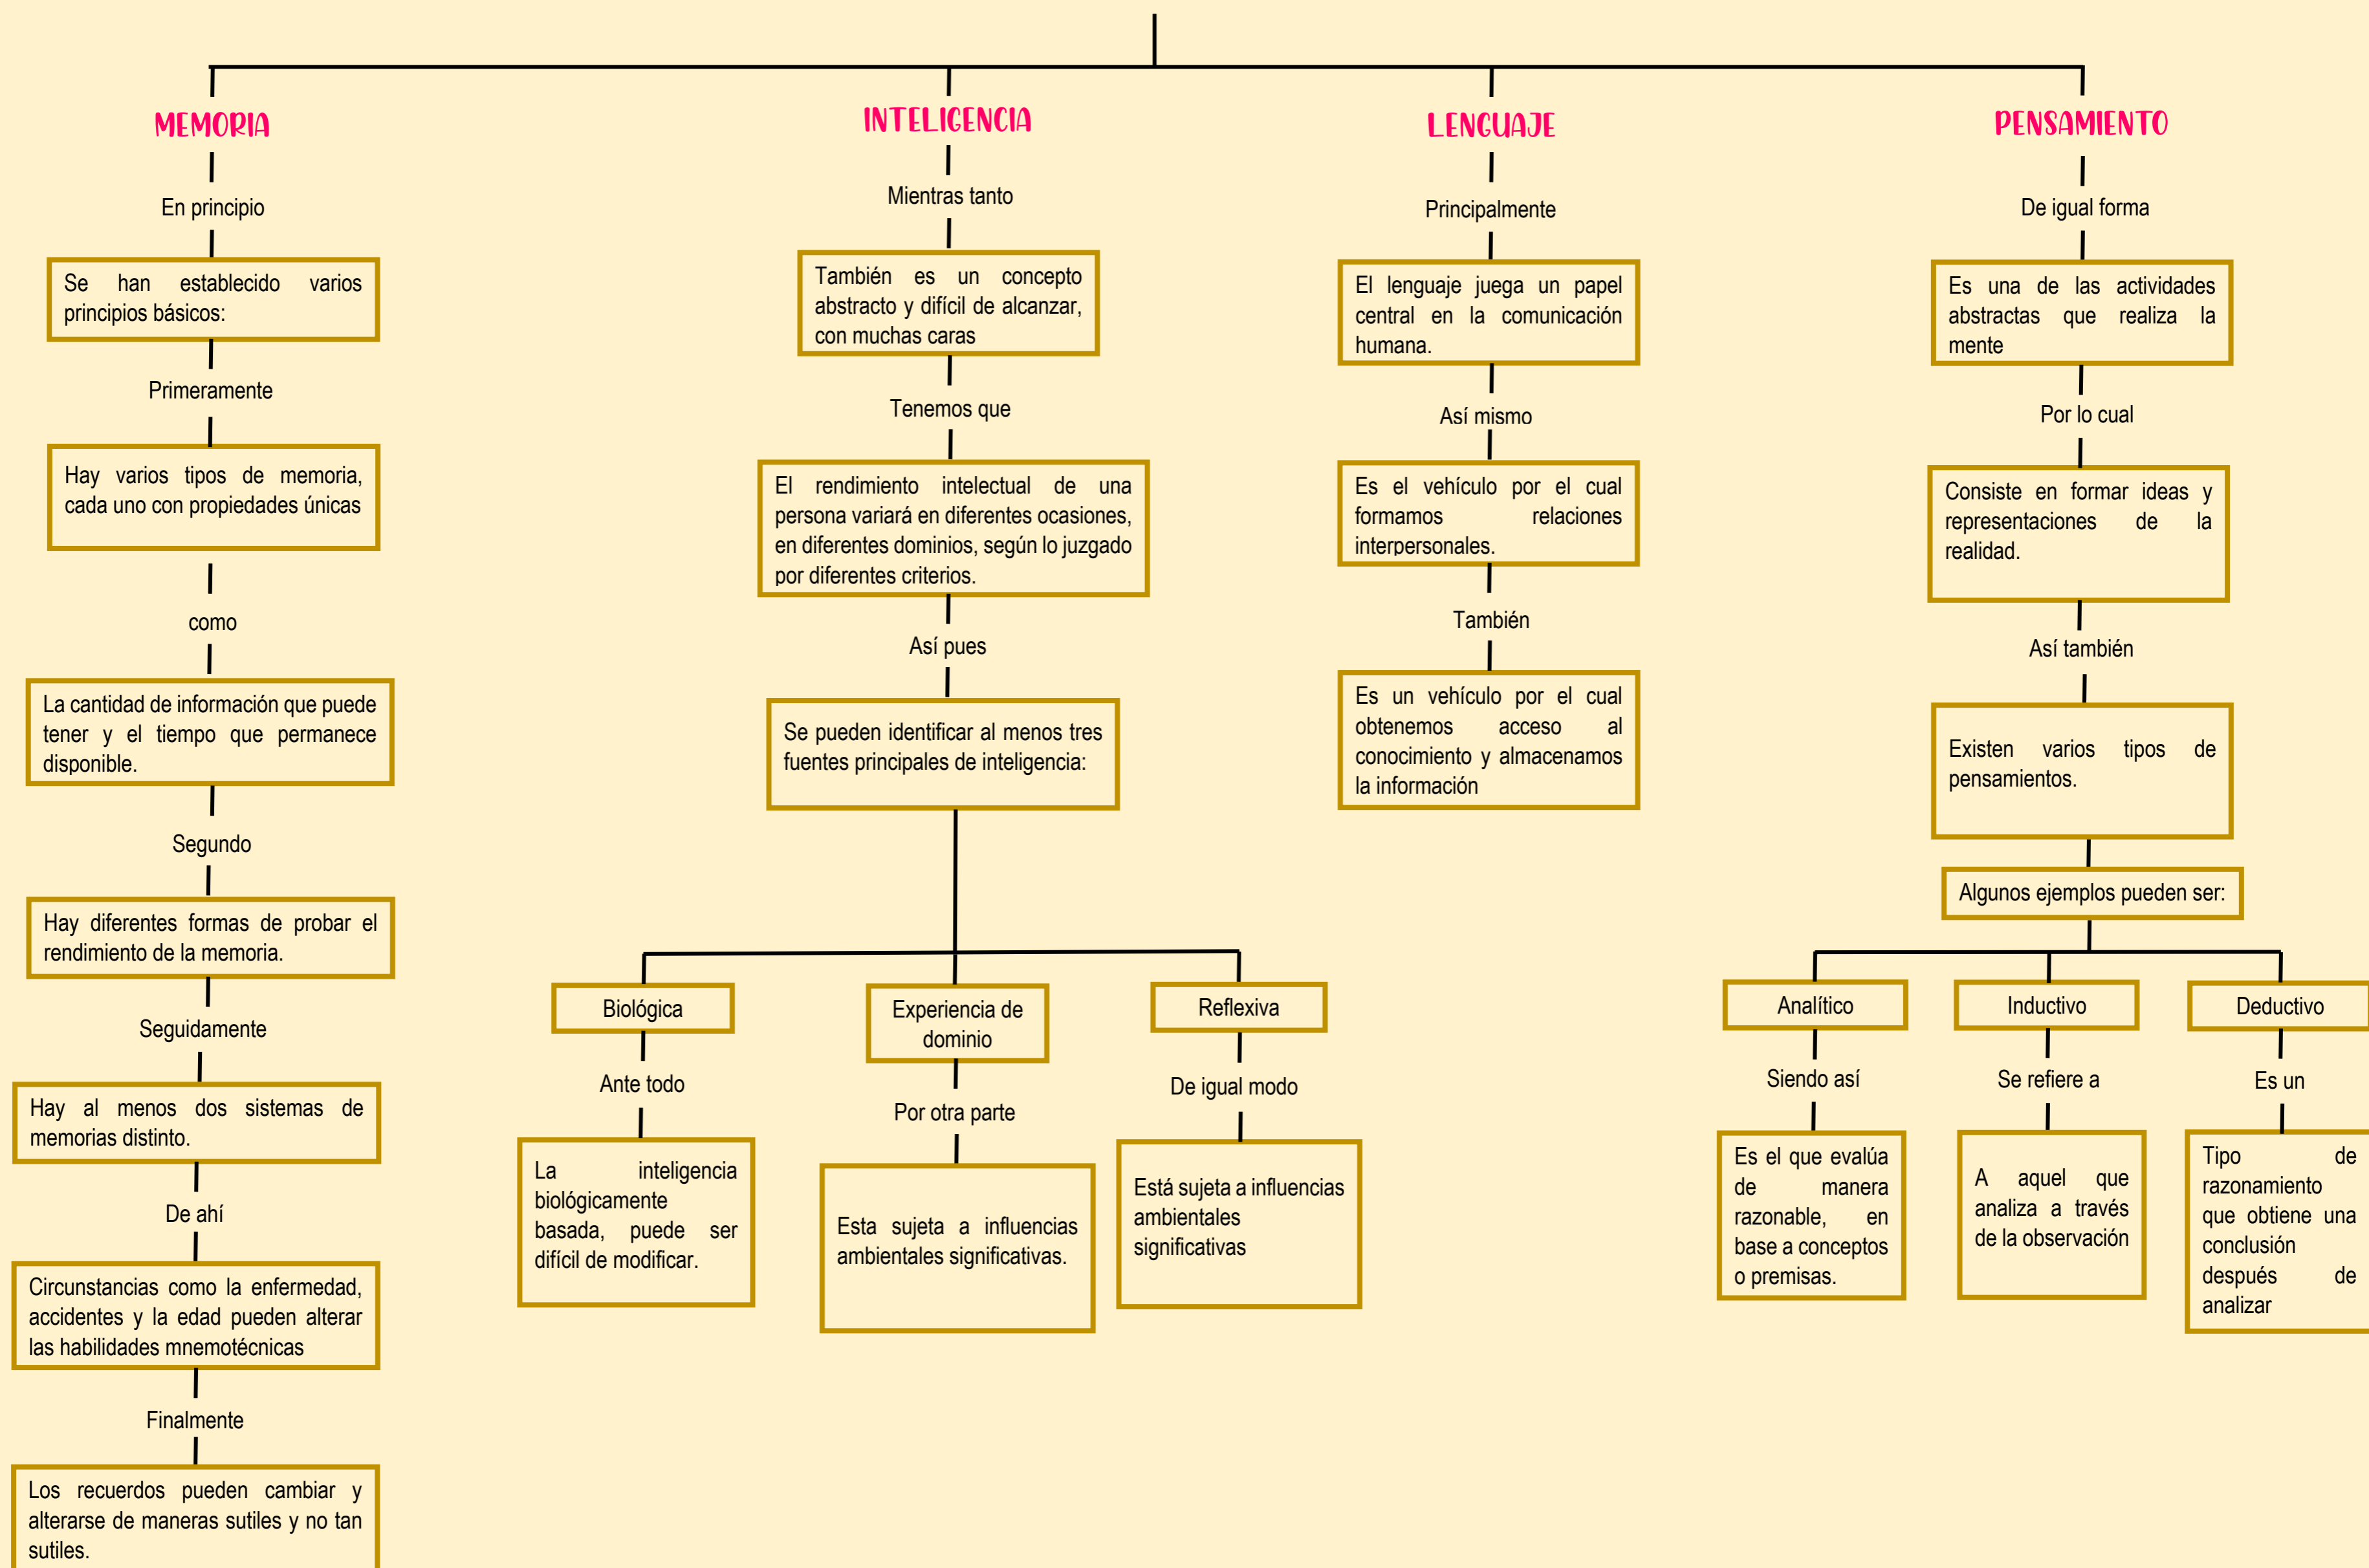 MEMORIA
En principio
Se han establecido varios
principios básicos:
Primeramente
Hay varios tipos de memoria,
cada uno con propiedades únicas
como
La cantidad de información que puede
tener y el tiempo que permanece
disponible.
Segundo
Hay diferentes formas de probar el
rendimiento de la memoria.
Seguidamente
Hay al menos dos sistemas de
memorias distinto.
De ahí
Circunstancias como la enfermedad,
accidentes y la edad pueden alterar
las habilidades mnemotécnicas
Finalmente
Los recuerdos pueden cambiar y
alterarse de maneras sutiles y no tan
sutiles.
INTELIGENCIA
Mientras tanto
También es un concepto
abstracto y difícil de alcanzar,
con muchas caras
Tenemos que
El rendimiento intelectual de una
persona variará en diferentes ocasiones,
en diferentes dominios, según lo juzgado
por diferentes criterios.
Así pues
Se pueden identificar al menos tres
fuentes principales de inteligencia:
Biológica
Ante todo
La inteligencia
biológicamente
basada, puede ser
difícil de modificar.
Experiencia de
dominio
Por otra parte
Esta sujeta a influencias
ambientales significativas.
Reflexiva
De igual modo
Está sujeta a influencias
ambientales
significativas
LENGUAJE
Principalmente
El lenguaje juega un papel
central en la comunicación
humana.
Así mismo
Es el vehículo por el cual
formamos relaciones
interpersonales.
También
Es un vehículo por el cual
obtenemos acceso al
conocimiento y almacenamos
la información
PENSAMIENTO
De igual forma
Es una de las actividades
abstractas que realiza la
mente
Por lo cual
Consiste en formar ideas y
representaciones de la
realidad.
Así también
Existen varios tipos de
pensamientos.
Algunos ejemplos pueden ser:
Analítico
Siendo así
Es el que evalúa
de manera
razonable, en
base a conceptos
o premisas.
Inductivo
Se refiere a
A aquel que
analiza a través
de la observación
Deductivo
Es un
Tipo de
razonamiento
que obtiene una
conclusión
después de
analizar